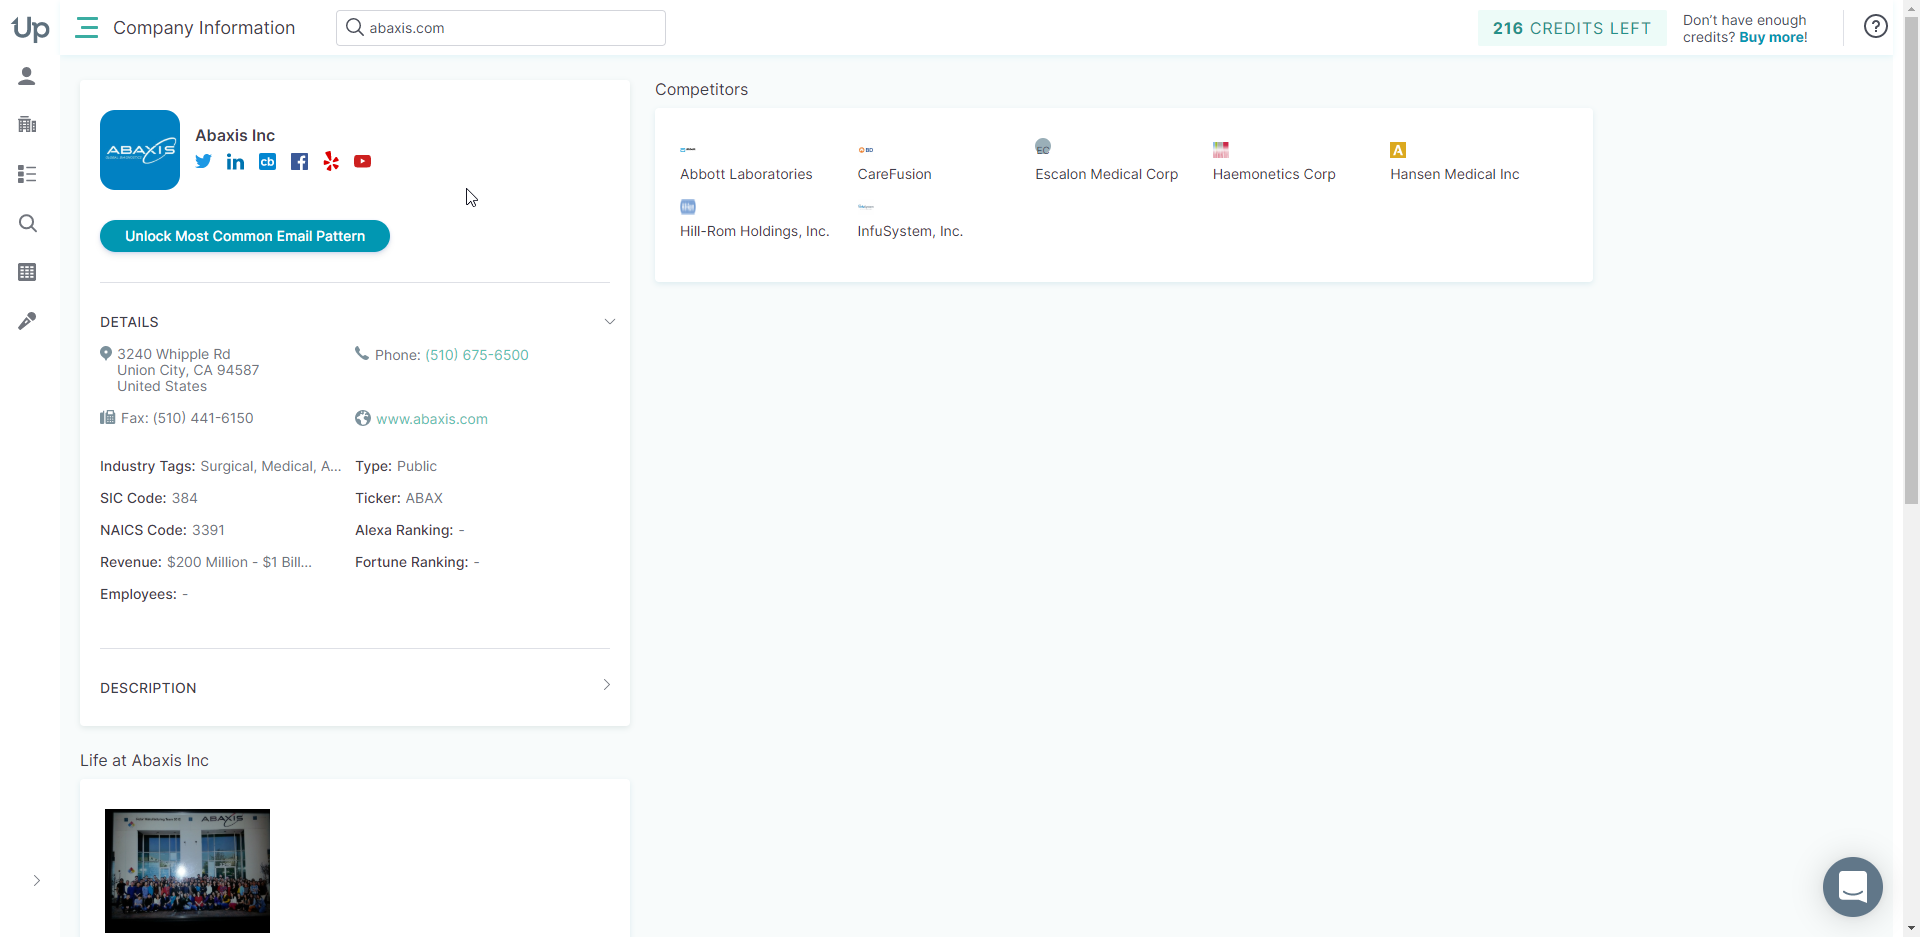 Up
Company Information
abaxis.com
216 CREDITS LEFT
Don't have enough
credits? Buy more!
ABAXIS
Abaxis Inc
cb
Unlock Most Common Email Pattern
DETAILS
3240 Whipple Rd
Union City, CA 94587
United States
Phone: (510) 675-6500
Fax: (510) 441-6150
www.abaxis.com
Industry Tags: Surgical, Medical, A...
Type: Public
SIC Code: 384
Ticker: ABAX
NAICS Code: 3391
Alexa Ranking: -
Revenue: $200 Million - $1 Bill...
Fortune Ranking: -
Employees: -
DESCRIPTION
Life at Abaxis Inc
ABAXIS
Competitors
BD
EC
A
Abbott Laboratories
CareFusion
Escalon Medical Corp
Haemonetics Corp
Hansen Medical Inc
Hill-Rom Holdings, Inc.
InfuSystem, Inc.